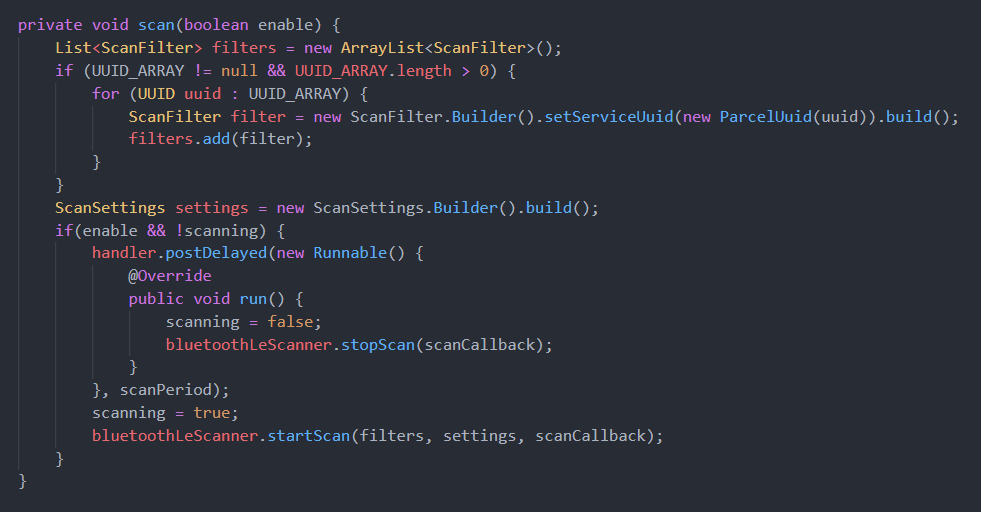 private void scan(boolean enable) {
    List<ScanFilter> filters = new ArrayList<ScanFilter>();
    if (UUID_ARRAY != null && UUID_ARRAY.length > 0) {
        for (UUID uuid : UUID_ARRAY) {
            ScanFilter filter = new ScanFilter.Builder().setServiceUuid(new ParcelUuid(uuid)).build();
            filters.add(filter);
        }
    }
    ScanSettings settings = new ScanSettings.Builder().build();
    if(enable && !scanning) {
        handler.postDelayed(new Runnable() {
            @Override
            public void run() {
                scanning = false;
                bluetoothLeScanner.stopScan(scanCallback);
            }
        }, scanPeriod);
        scanning = true;
        bluetoothLeScanner.startScan(filters, settings, scanCallback);
    }
}